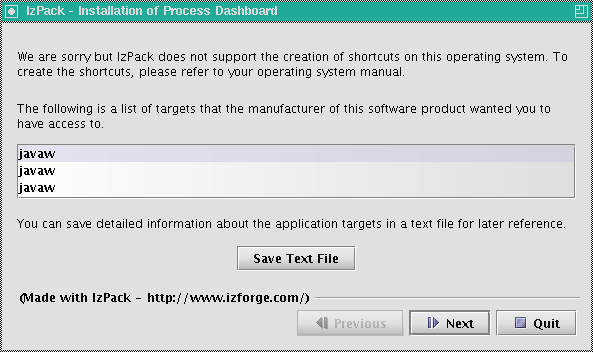 IzPack - Installation of Process Dashboard
We are sorry but IzPack does not support the creation of shortcuts on this operating system. To
create the shortcuts, please refer to your operating system manual.
The following is a list of targets that the manufacturer of this software product wanted you to
have access to.
javaw
javaw
javaw
You can save detailed information about the application targets in a text file for later reference.
Save Text File
(Made with IzPack - http://www.izforge.com/)
Previous Next Quit